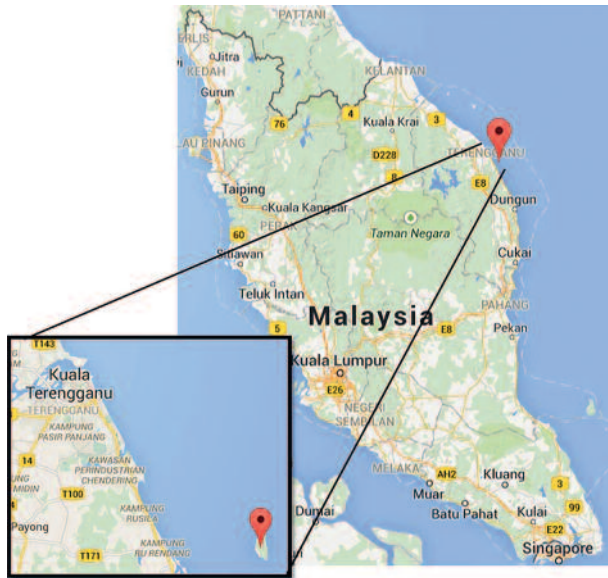 PATTANI
PERLIS
Jitra
KEDAH
Gurun
KELANTAN
76
4
Kuala Krai
3
LAU PINANG
D228
TERENGGANU
8
E8
Taiping
Kuala Kangsar
Dungun
PERAK
60
Taman Negara
Cukai
Teluk Intan
PAHANG
5
Malaysia
E8
Pekan
Kuala Lumpur
E26
NEGERI
SEMBILAN
MELAKA
AH2
Kluang
3
Muar
99
Dumai
Batu Pahat
Kulai
E22
Singapore
T143
Kuala
Terengganu
TERENGGANU
KAMPUNG
PASIR PANJANG
14
KAWASAN
PERINDUSTRIAN
CHENDERING
MIDIN
T100
KAMPUNG
RUSILA
Payong
KAMPUNG
RU RENDANG
T171